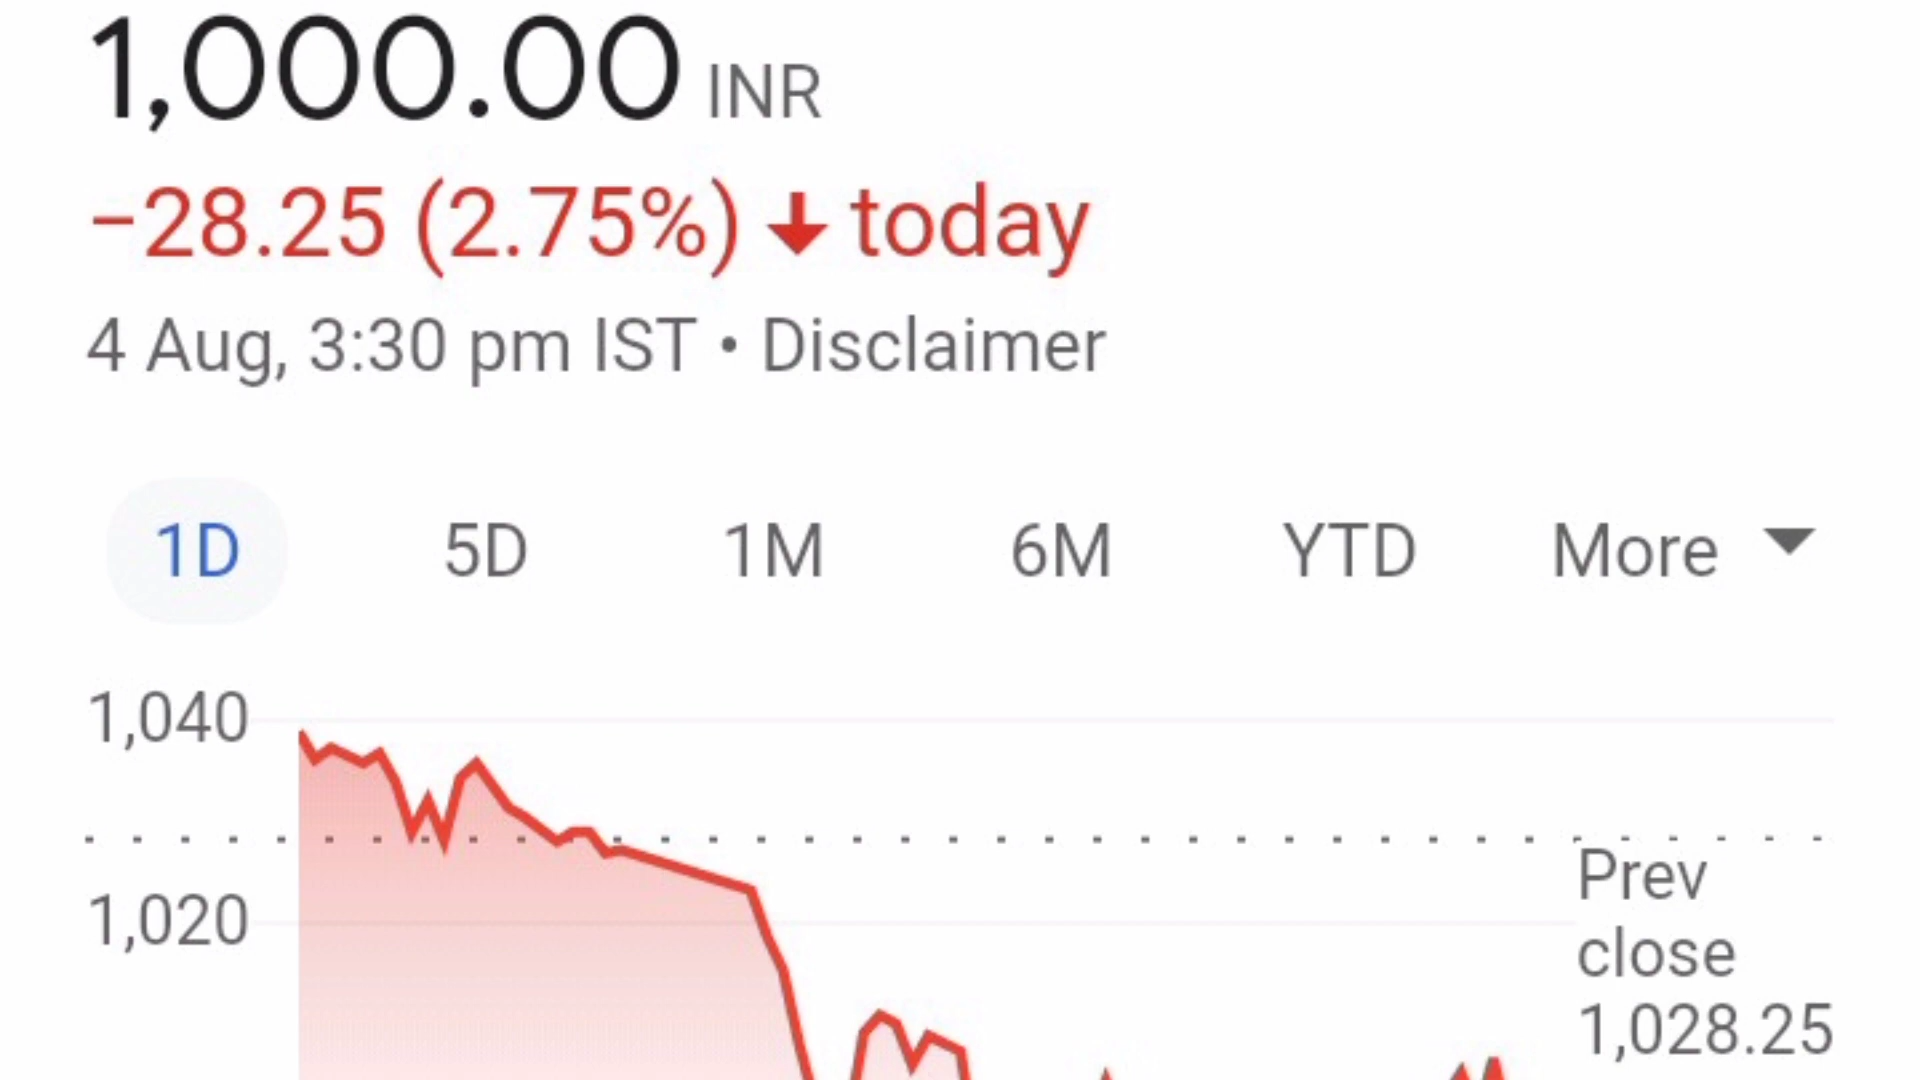 1,000.00 INR
−28.25 (2.75%) ↓ today
4 Aug, 3:30 pm IST • Disclaimer
1D 5D 1M 6M YTD More
1,040
1,020
Prev
close
1,028.25